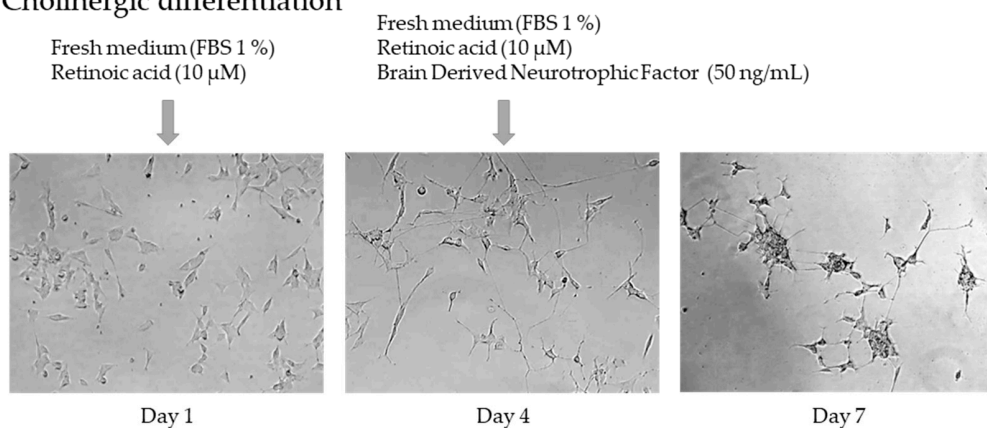 Cholinergic differentiation
Fresh medium (FBS 1 %)
Retinoic acid (10 µM)
Fresh medium (FBS 1 %)
Retinoic acid (10 µM)
Brain Derived Neurotrophic Factor (50 ng/mL)
Day 1
Day 4
Day 7